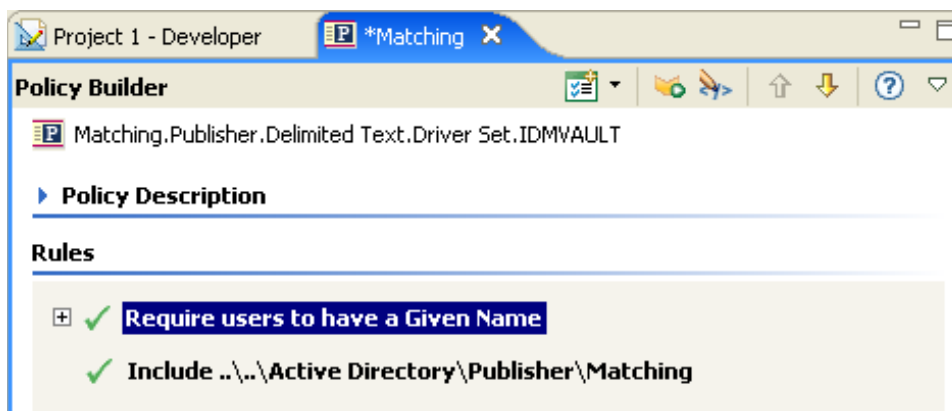 Project 1 - Developer
*Matching
Policy Builder
Matching.Publisher.Delimited Text.Driver Set.IDMVAULT
Policy Description
Rules
Require users to have a Given Name
Include ..\..\Active Directory\Publisher\Matching